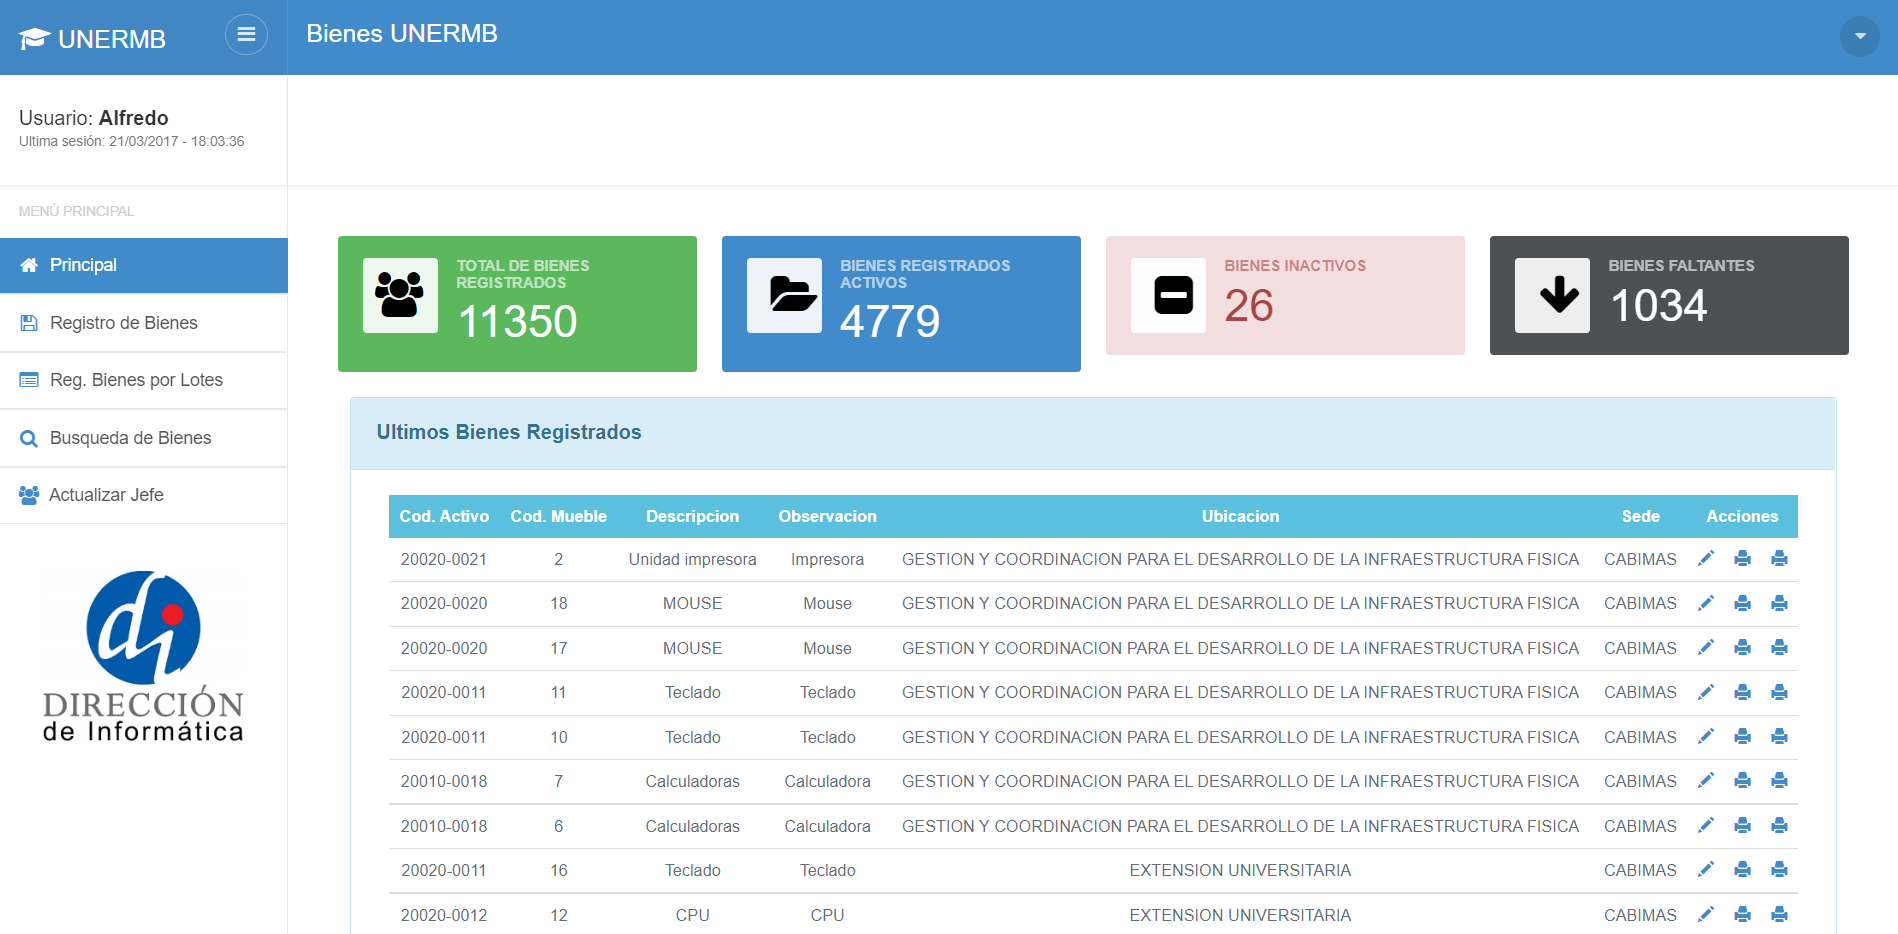 UNERMB
Bienes UNERMB
Usuario: Alfredo
Ultima sesión: 21/03/2017 - 18:03:36
MENÚ PRINCIPAL
Principal
Registro de Bienes
Reg. Bienes por Lotes
Busqueda de Bienes
Actualizar Jefe
di
DIRECCIÓN
de Informática
TOTAL DE BIENES
REGISTRADOS
11350
BIENES REGISTRADOS
ACTIVOS
4779
BIENES INACTIVOS
26
BIENES FALTANTES
1034
Ultimos Bienes Registrados
Cod. Activo Cod. Mueble Descripcion Observacion Ubicacion Sede Acciones
20020-0021 2 Unidad impresora Impresora GESTION Y COORDINACION PARA EL DESARROLLO DE LA INFRAESTRUCTURA FISICA CABIMAS
20020-0020 18 MOUSE Mouse GESTION Y COORDINACION PARA EL DESARROLLO DE LA INFRAESTRUCTURA FISICA CABIMAS
20020-0020 17 MOUSE Mouse GESTION Y COORDINACION PARA EL DESARROLLO DE LA INFRAESTRUCTURA FISICA CABIMAS
20020-0011 11 Teclado Teclado GESTION Y COORDINACION PARA EL DESARROLLO DE LA INFRAESTRUCTURA FISICA CABIMAS
20020-0011 10 Teclado Teclado GESTION Y COORDINACION PARA EL DESARROLLO DE LA INFRAESTRUCTURA FISICA CABIMAS
20010-0018 7 Calculadoras Calculadora GESTION Y COORDINACION PARA EL DESARROLLO DE LA INFRAESTRUCTURA FISICA CABIMAS
20010-0018 6 Calculadoras Calculadora GESTION Y COORDINACION PARA EL DESARROLLO DE LA INFRAESTRUCTURA FISICA CABIMAS
20020-0011 16 Teclado Teclado EXTENSION UNIVERSITARIA CABIMAS
20020-0012 12 CPU CPU EXTENSION UNIVERSITARIA CABIMAS